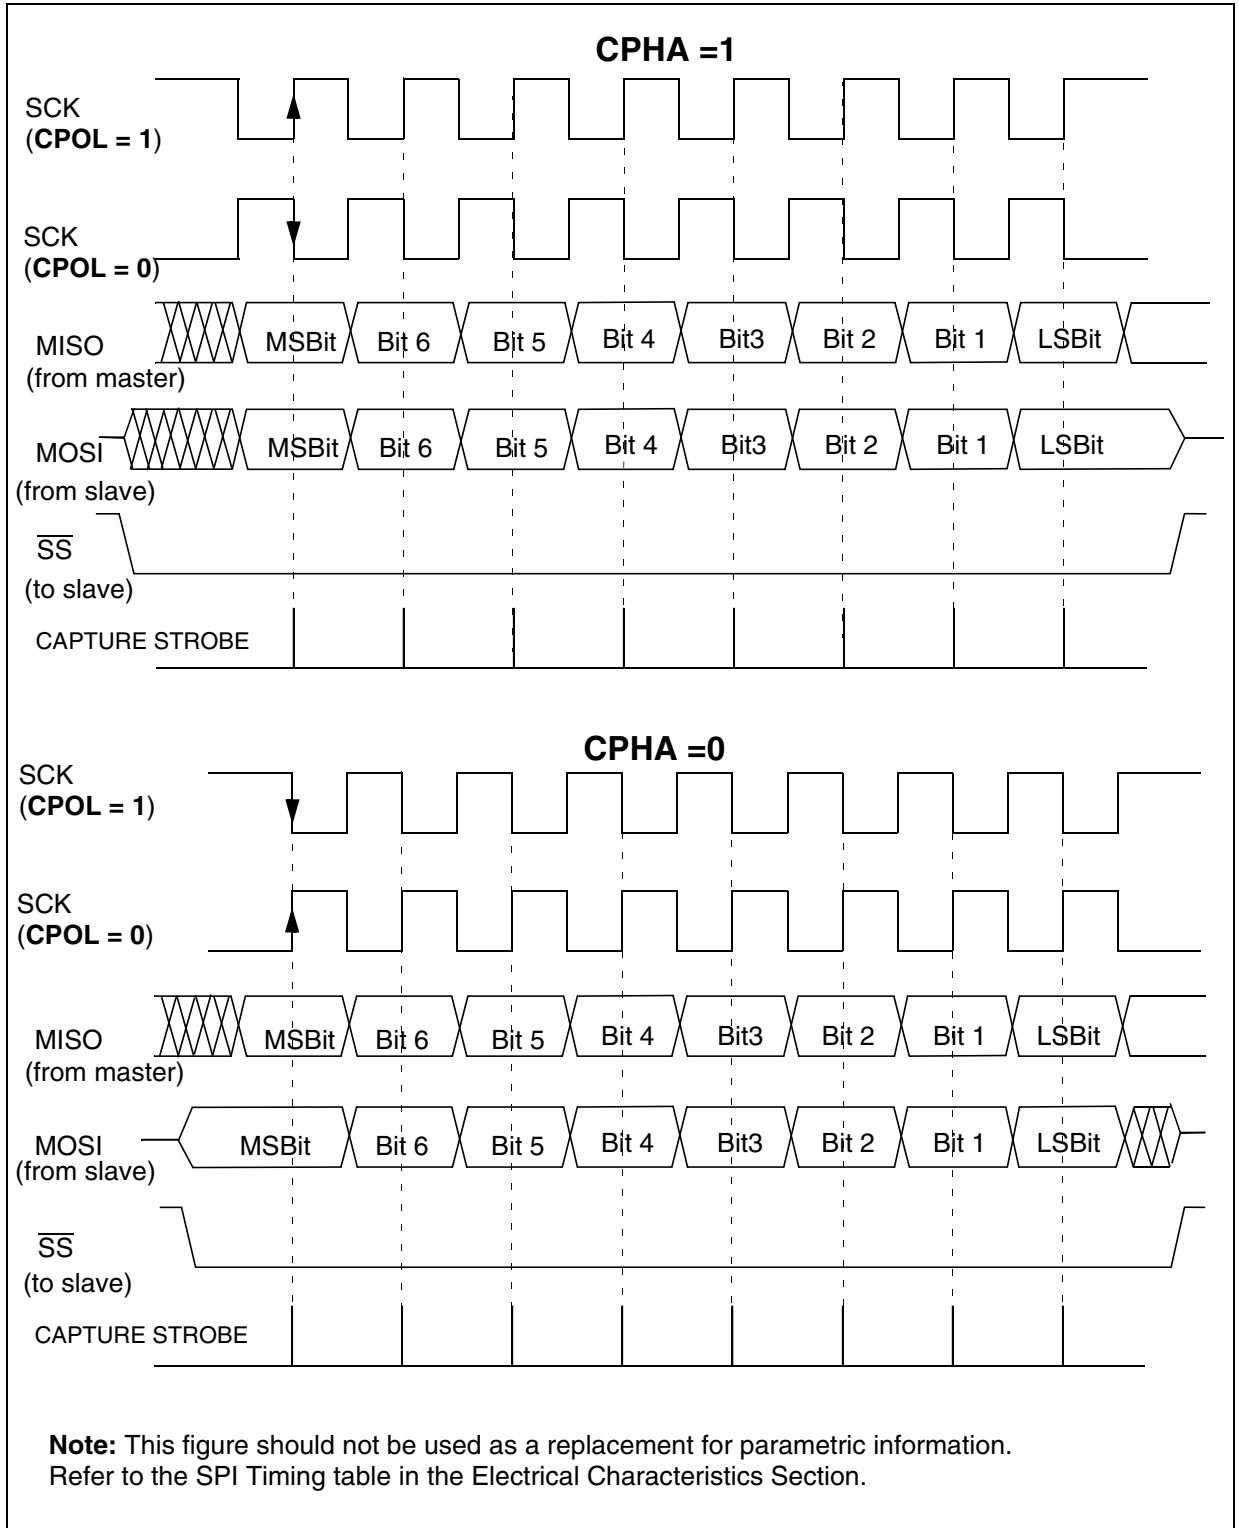 CPHA =1
SCK
(CPOL = 1)
SCK
(CPOL = 0)
MISO
(from master)
MSBit Bit 6 Bit 5 Bit 4 Bit3 Bit 2 Bit 1 LSBit
MOSI
(from slave)
MSBit Bit 6 Bit 5 Bit 4 Bit3 Bit 2 Bit 1 LSBit
SS
(to slave)
CAPTURE STROBE
CPHA =0
SCK
(CPOL = 1)
SCK
(CPOL = 0)
MISO
(from master)
MSBit Bit 6 Bit 5 Bit 4 Bit3 Bit 2 Bit 1 LSBit
MOSI
(from slave)
MSBit Bit 6 Bit 5 Bit 4 Bit3 Bit 2 Bit 1 LSBit
SS
(to slave)
CAPTURE STROBE
Note: This figure should not be used as a replacement for parametric information.
Refer to the SPI Timing table in the Electrical Characteristics Section.